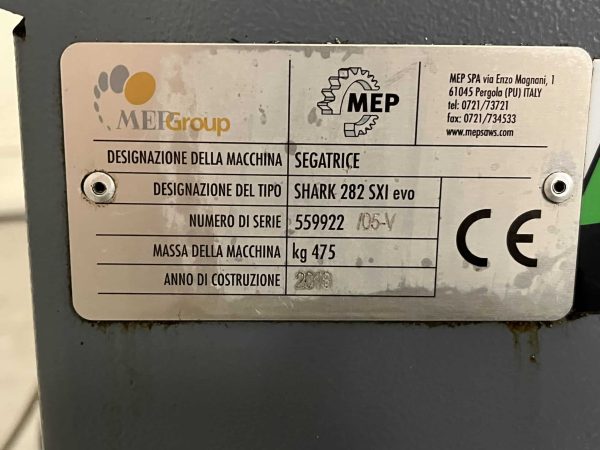 MEPGroup
MEP
MEP SPA via Enzo Magnani, 1
61045 Pergola (PU) ITALY
tel: 0721/73721
fax: 0721/734533
www.mepsaws.com
DESIGNAZIONE DELLA MACCHINA SEGATRICE
DESIGNAZIONE DEL TIPO SHARK 282 SXI evo
NUMERO DI SERIE 559922 /05-V
MASSA DELLA MACCHINA kg 475
ANNO DI COSTRUZIONE
CE